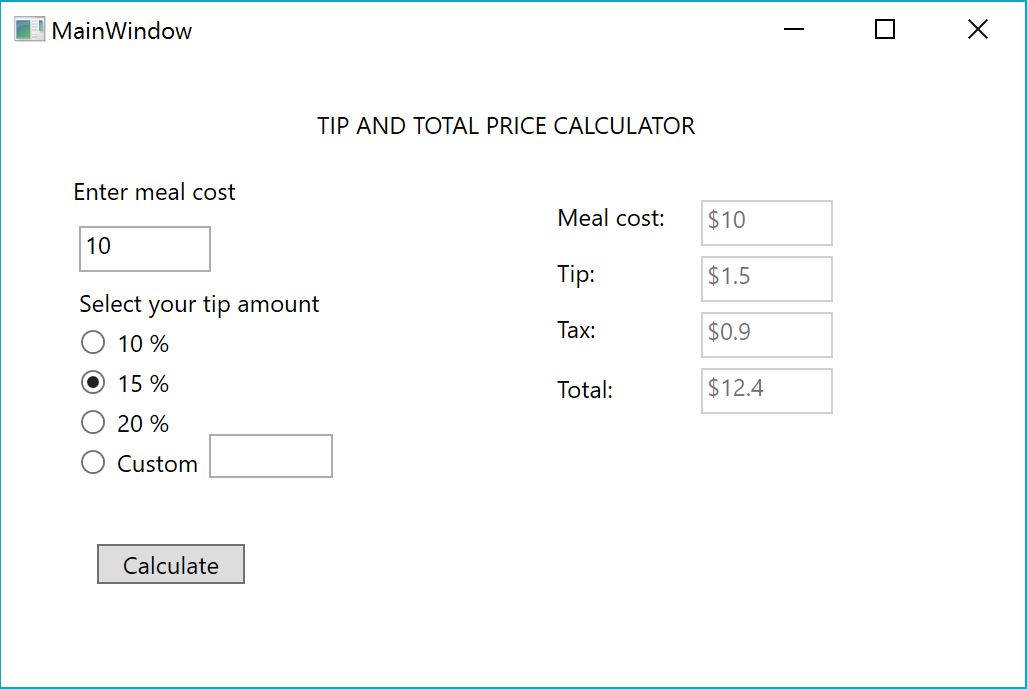 MainWindow
TIP AND TOTAL PRICE CALCULATOR
Enter meal cost
10
Select your tip amount
10 %
15 %
20 %
Custom
Calculate
Meal cost: $10
Tip: $1.5
Tax: $0.9
Total: $12.4